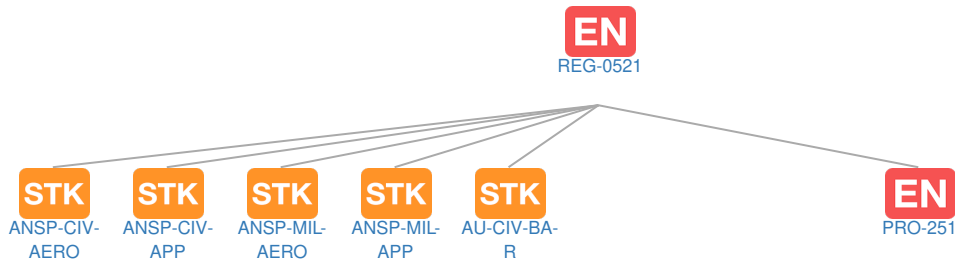 EN
REG-0521
STK STK STK STK STK EN
ANSP-CIV- ANSP-CIV- ANSP-MIL- ANSP-MIL- AU-CIV-BA- PRO-251
AERO APP AERO APP R